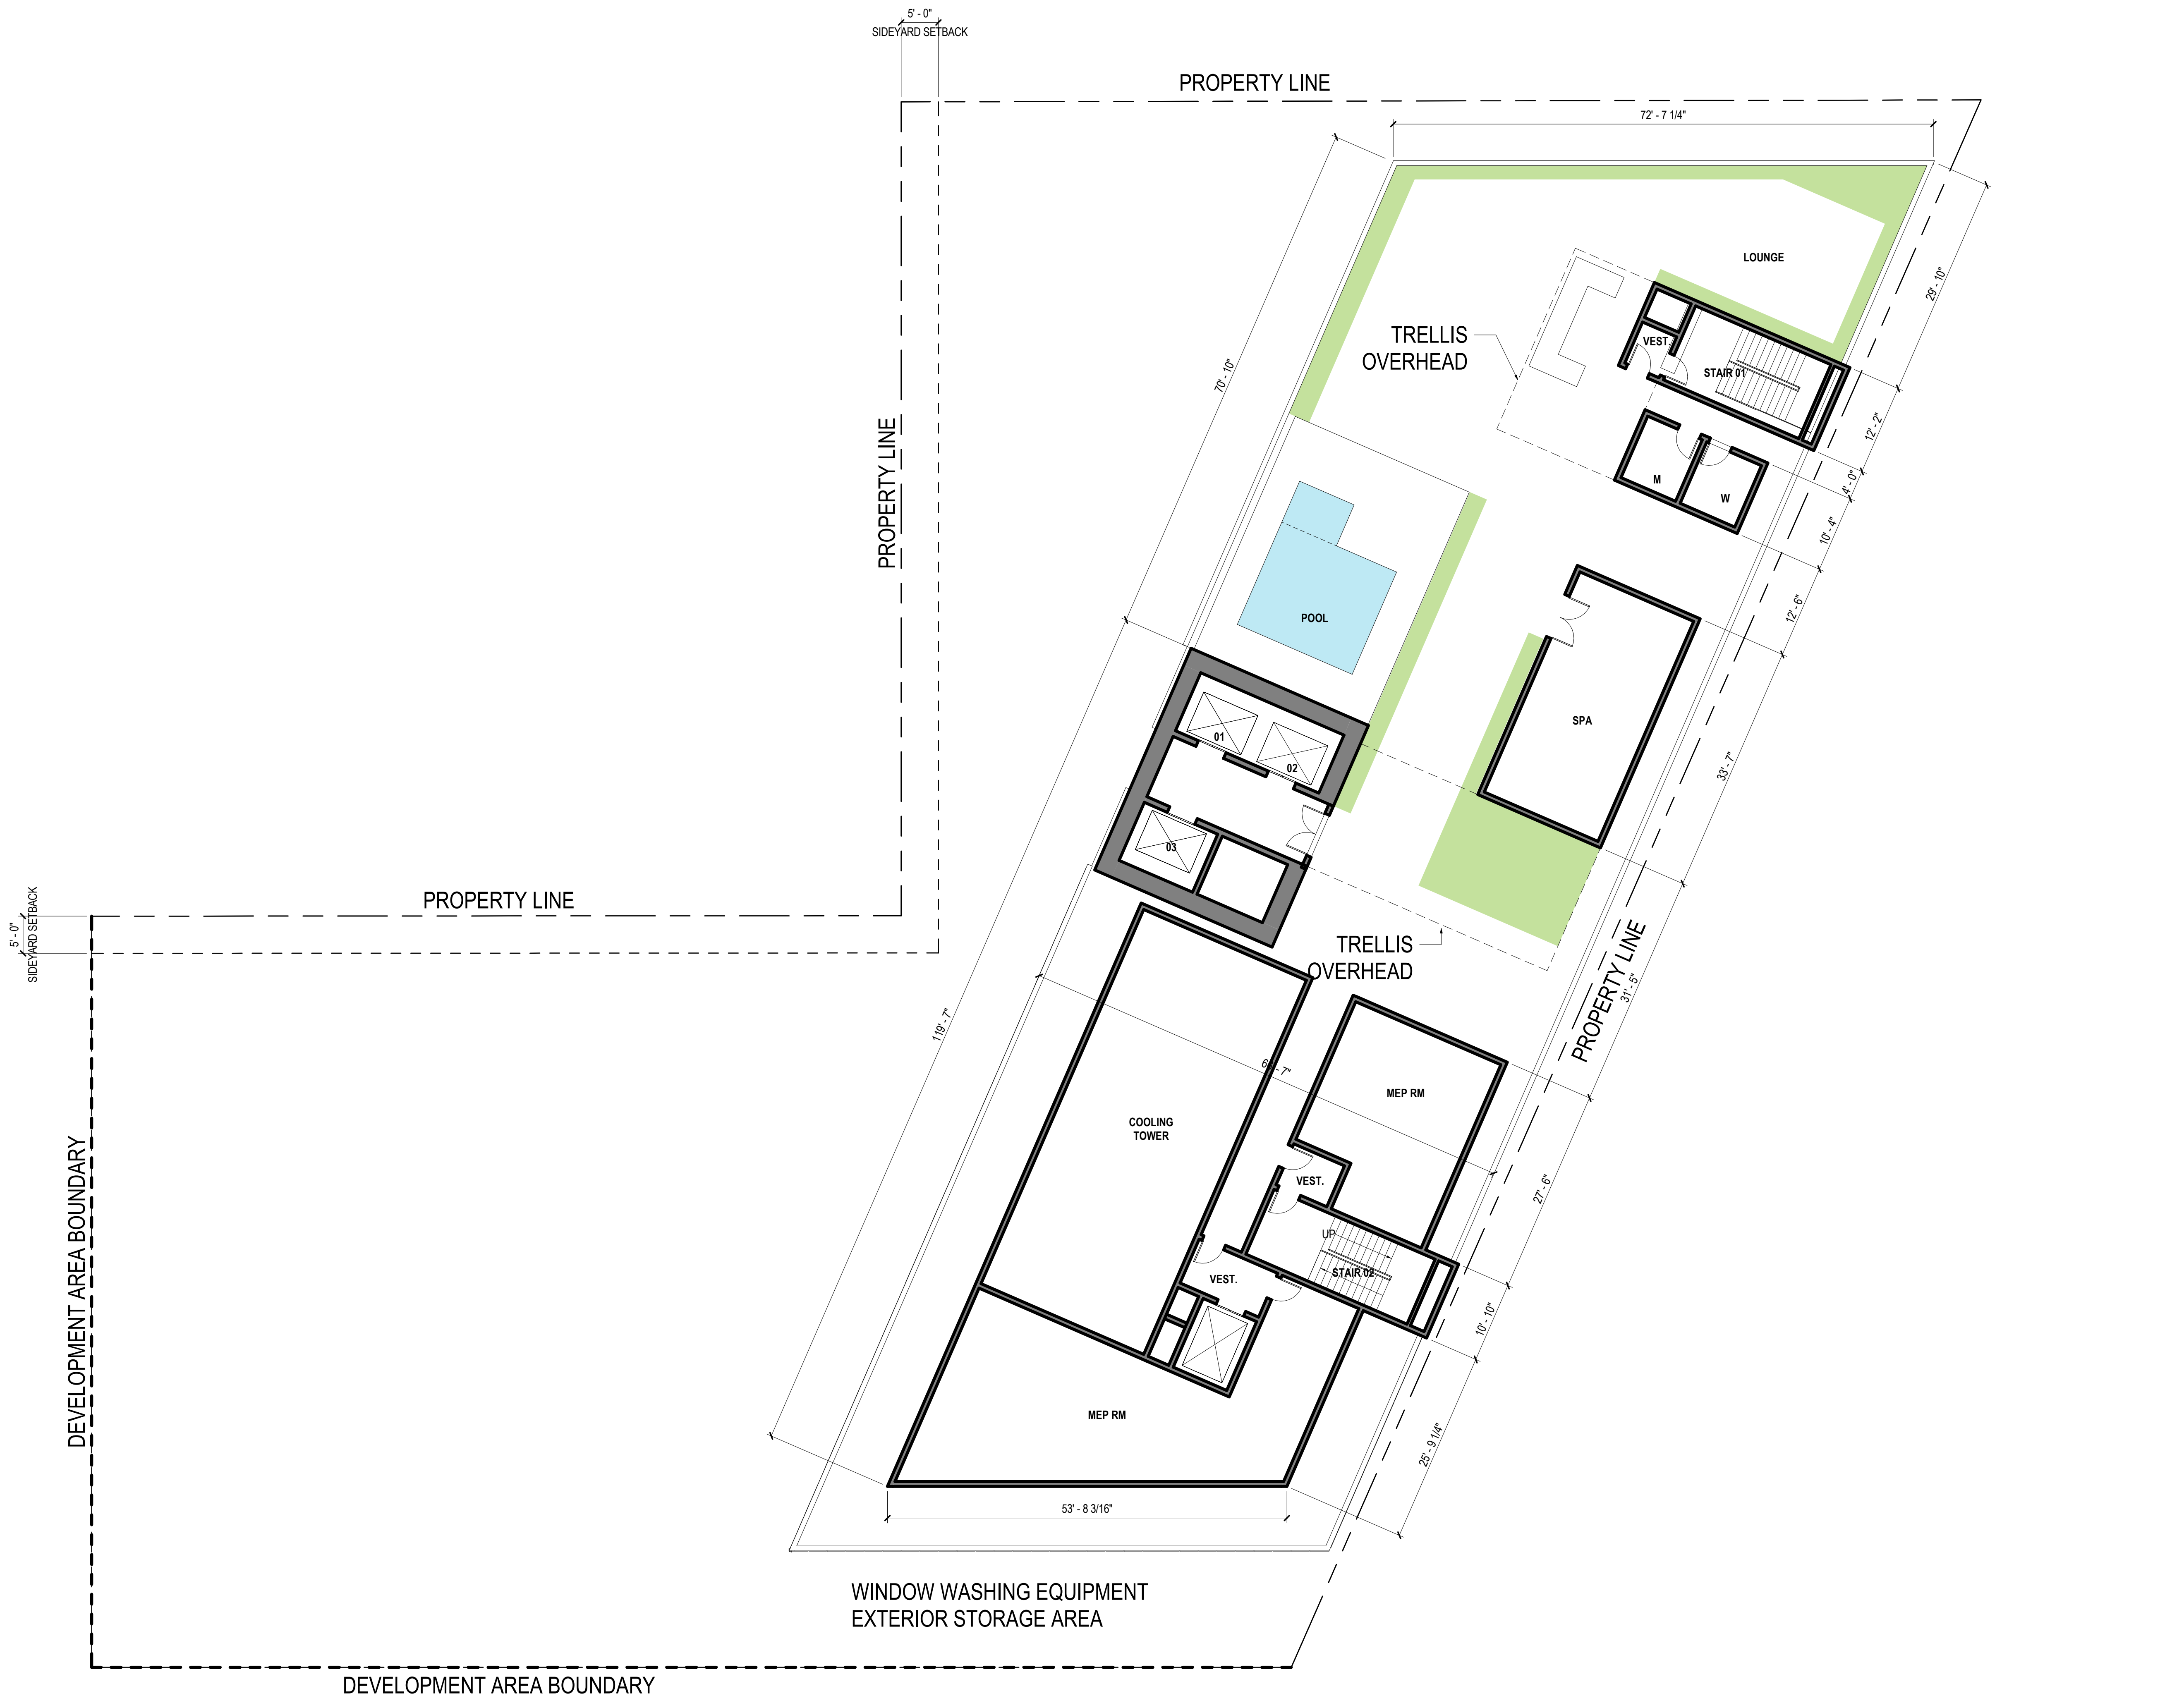 5' - 0"
SIDEYARD SETBACK
PROPERTY LINE
72' - 7 1/4"
LOUNGE
29' - 10"
TRELLIS
OVERHEAD
VEST.
STAIR 01
70' - 10"
12' - 2"
PROPERTY LINE
M
W
4' - 0"
10' - 4"
12' - 6"
POOL
SPA
01
02
33' - 7"
03
PROPERTY LINE
5' - 0"
SIDEYARD SETBACK
TRELLIS
OVERHEAD
PROPERTY LINE
31' - 5"
119' - 7"
MEP RM
COOLING
TOWER
VEST.
27' - 6"
UP
STAIR 02
VEST.
10' - 10"
DEVELOPMENT AREA BOUNDARY
MEP RM
25' - 9 1/4"
53' - 8 3/16"
WINDOW WASHING EQUIPMENT
EXTERIOR STORAGE AREA
DEVELOPMENT AREA BOUNDARY